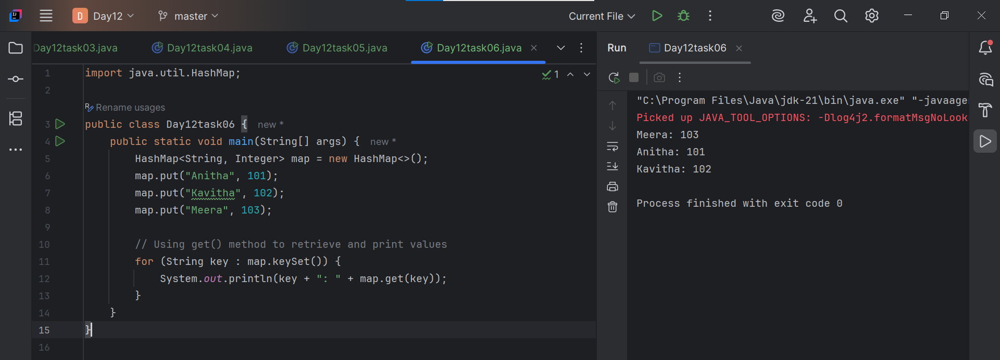 D Day12 master Current File
Day12task03.java Day12task04.java Day12task05.java Day12task06.java
1 import java.util.HashMap;
1
2
Rename usages
3 public class Day12task06 { new *
4 public static void main(String[] args) { new *
5 HashMap<String, Integer> map = new HashMap<>();
6 map.put("Anitha", 101);
7 map.put("Kavitha", 102);
8 map.put("Meera", 103);
9
10 // Using get() method to retrieve and print values
11 for (String key : map.keySet()) {
12 System.out.println(key + ": " + map.get(key));
13 }
14 }
15 }
16
Run Day12task06
"C:\Program Files\Java\jdk-21\bin\java.exe" "-javaage
Picked up JAVA_TOOL_OPTIONS: -Dlog4j2.formatMsgNoLook
Meera: 103
Anitha: 101
Kavitha: 102
Process finished with exit code 0